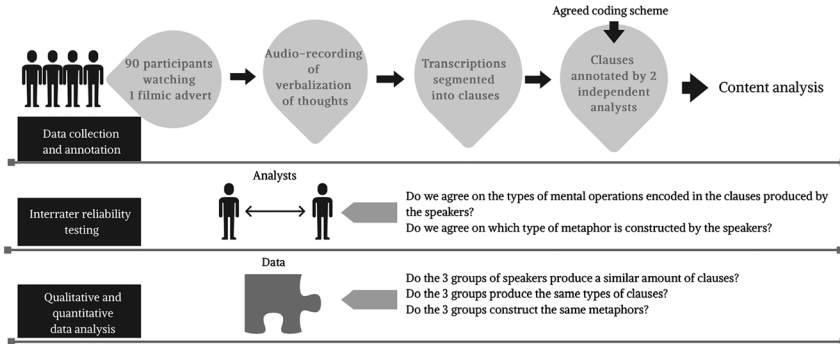 Agreed coding scheme
90 participants
watching
1 filmic advert
Audio-recording
of
verbalization
of thoughts
Transcriptions
segmented
into clauses
Clauses
annotated by 2
independent
analysts
Content analysis
Data collection
and annotation
Analysts
Interrater reliability
testing
Do we agree on the types of mental operations encoded in the clauses produced by
the speakers?
Do we agree on which type of metaphor is constructed by the speakers?
Data
Qualitative and
quantitative
data analysis
Do the 3 groups of speakers produce a similar amount of clauses?
Do the 3 groups produce the same types of clauses?
Do the 3 groups construct the same metaphors?